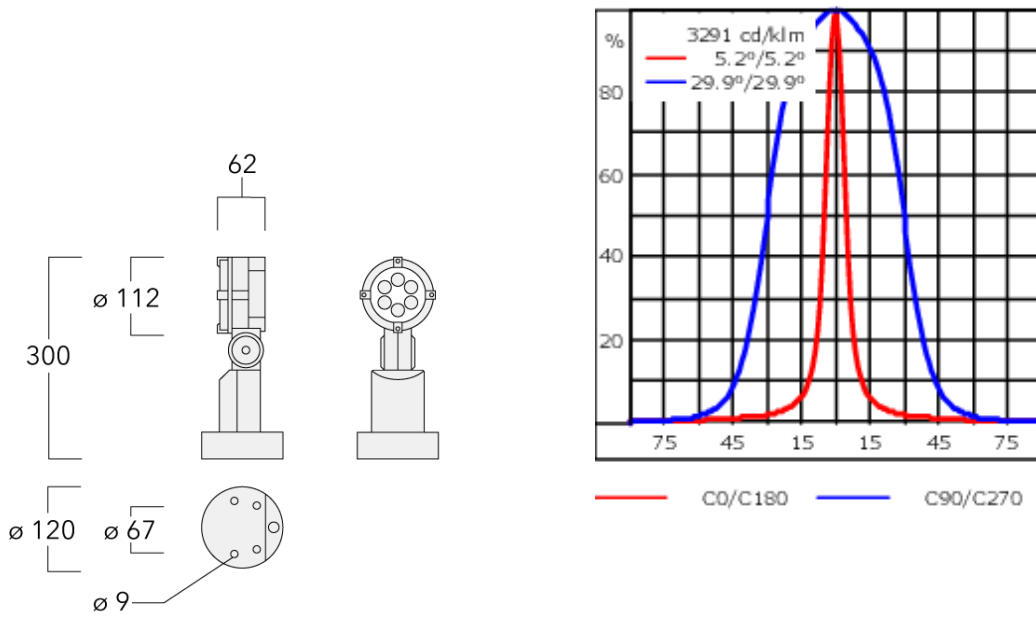 62
ø 112
300
ø 120
ø 67
ø 9
%
3291 cd/klm
5.2º/5.2º
29.9º/29.9º
80
60
40
20
75 45 15 15 45 75
C0/C180 C90/C270